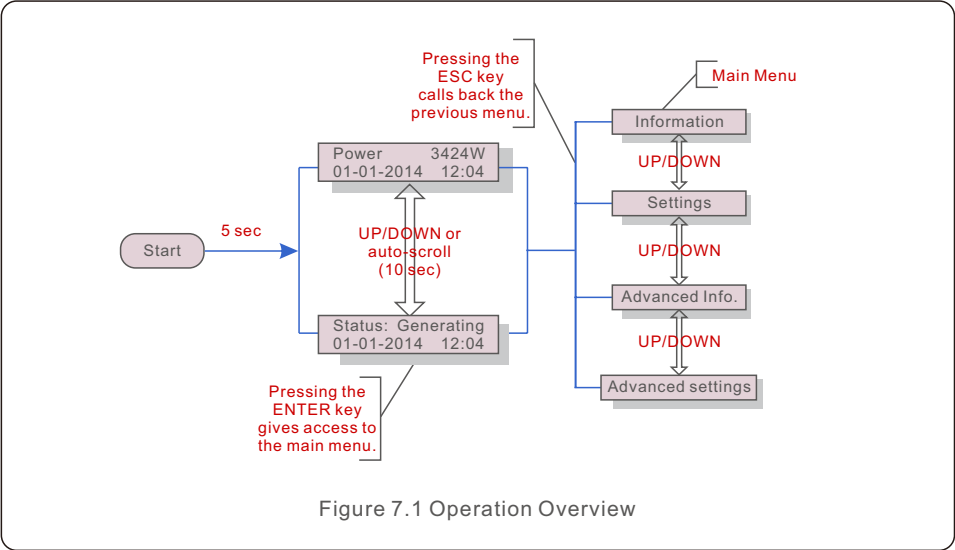 Pressing the
ESC key
calls back the
previous menu.
Main Menu
Information
UP/DOWN
Settings
UP/DOWN
Advanced Info.
UP/DOWN
Advanced settings
Power 3424W
01-01-2014 12:04
UP/DOWN or
auto-scroll
(10 sec)
Status: Generating
01-01-2014 12:04
Start
5 sec
Pressing the
ENTER key
gives access to
the main menu.
Figure 7.1 Operation Overview